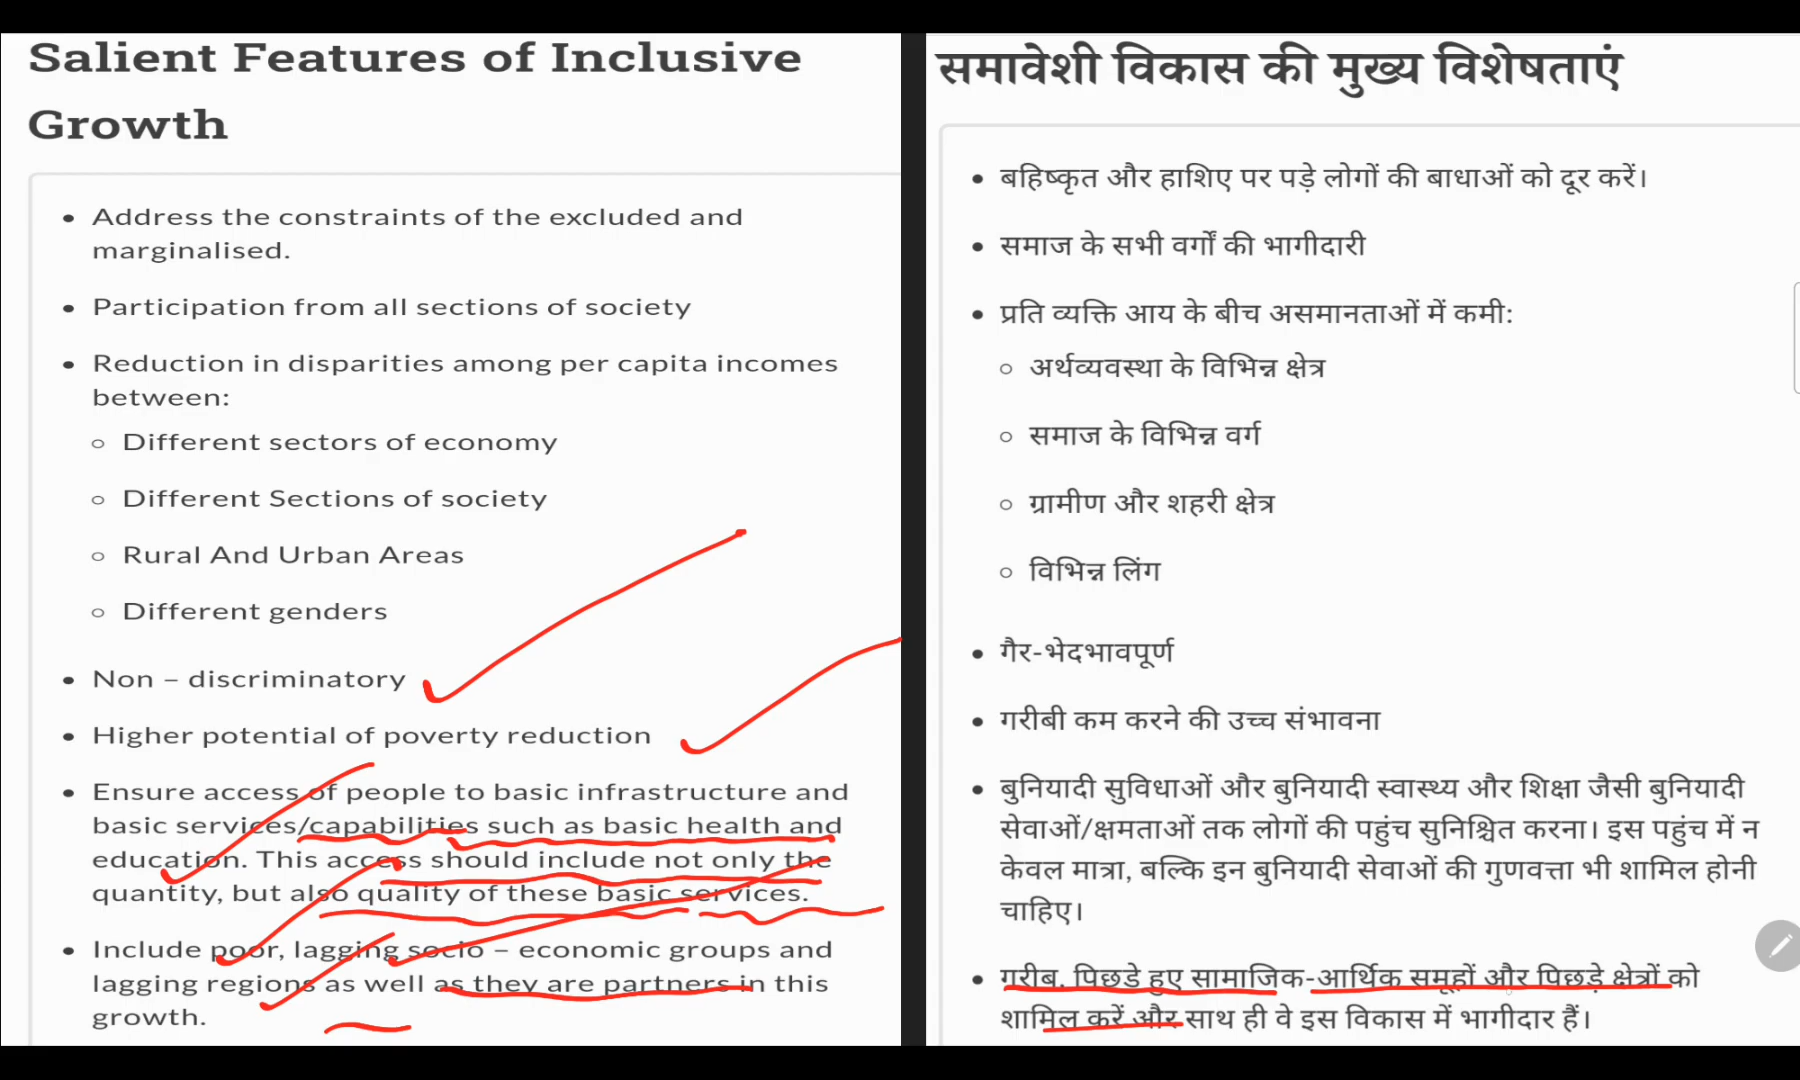 Salient Features of Inclusive
Growth
• Address the constraints of the excluded and
marginalised.
• Participation from all sections of society
• Reduction in disparities among per capita incomes
between:
○ Different sectors of economy
○ Different Sections of society
○ Rural And Urban Areas
○ Different genders
• Non – discriminatory
• Higher potential of poverty reduction
• Ensure access of people to basic infrastructure and
basic services/capabilities such as basic health and
education. This access should include not only the
quantity, but also quality of these basic services.
• Include poor, lagging socio – economic groups and
lagging regions as well as they are partners in this
growth.
समावेशी विकास की मुख्य विशेषताएं
• बहिष्कृत और हाशिए पर पड़े लोगों की बाधाओं को दूर करें।
• समाज के सभी वर्गों की भागीदारी
• प्रति व्यक्ति आय के बीच असमानताओं में कमी:
○ अर्थव्यवस्था के विभिन्न क्षेत्र
○ समाज के विभिन्न वर्ग
○ ग्रामीण और शहरी क्षेत्र
○ विभिन्न लिंग
• गैर-भेदभावपूर्ण
• गरीबी कम करने की उच्च संभावना
• बुनियादी सुविधाओं और बुनियादी स्वास्थ्य और शिक्षा जैसी बुनियादी
सेवाओं/क्षमताओं तक लोगों की पहुंच सुनिश्चित करना। इस पहुंच में न
केवल मात्रा, बल्कि इन बुनियादी सेवाओं की गुणवत्ता भी शामिल होनी
चाहिए।
• गरीब, पिछड़े हुए सामाजिक-आर्थिक समूहों और पिछड़े क्षेत्रों को
शामिल करें और साथ ही वे इस विकास में भागीदार हैं।